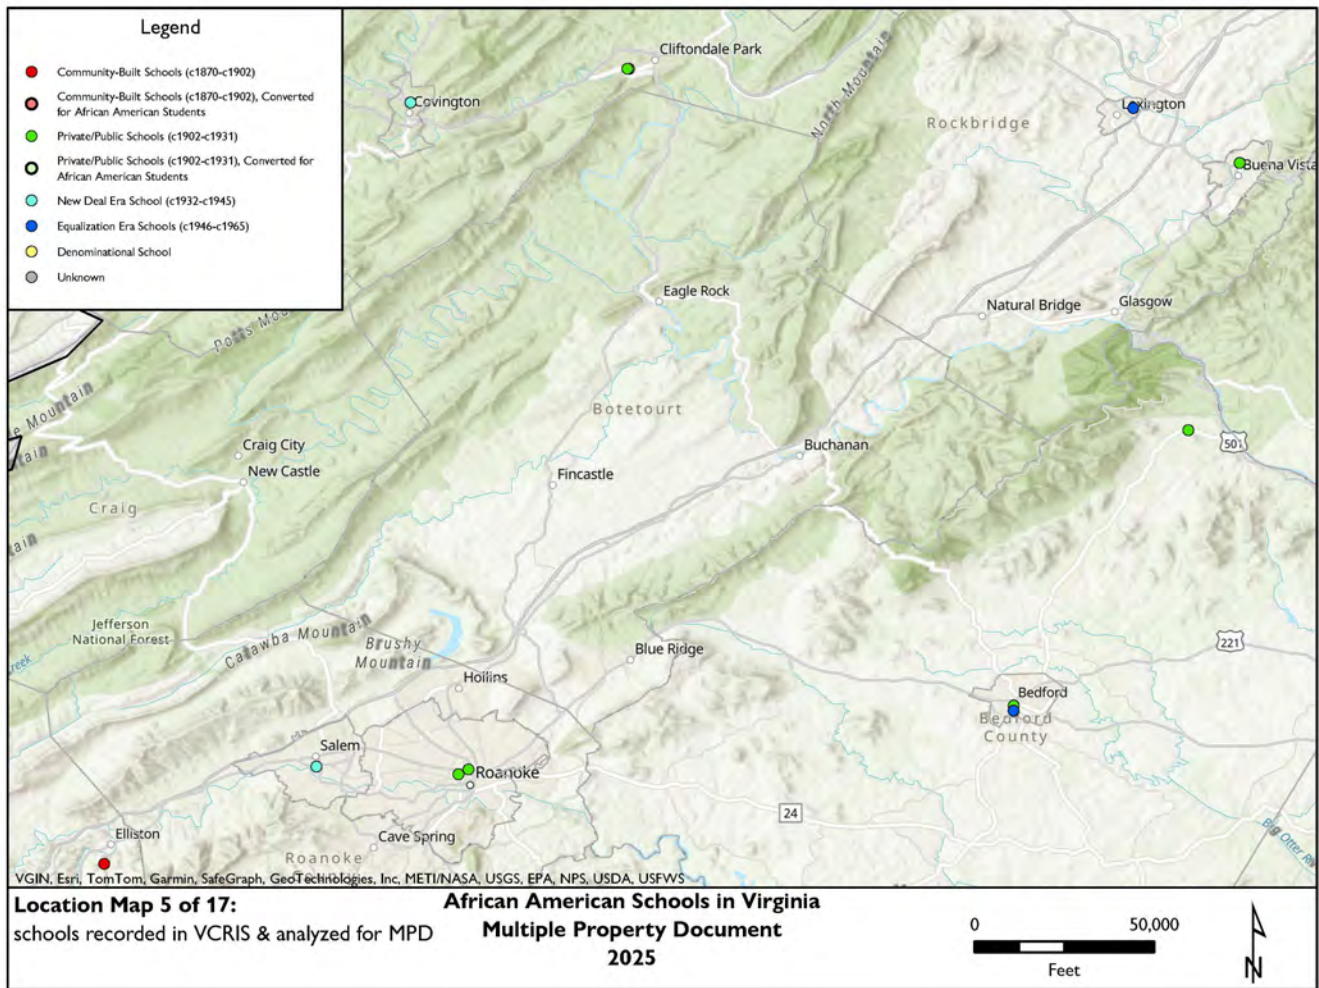 Legend
Community-Built Schools (c1870-c1902)
Community-Built Schools (c1870-c1902), Converted
for African American Students
Private/Public Schools (c1902-c1931)
Private/Public Schools (c1902-c1931), Converted for
African American Students
New Deal Era School (c1932-c1945)
Equalization Era Schools (c1946-c1965)
Denominational School
Unknown
Cliftondale Park
North Mountain
Covington
Lexington
Rockbridge
Buena Vista
Eagle Rock
Natural Bridge
Glasgow
Potts
Mountain
Botetourt
Craig City
New Castle
Buchanan
501
Fincastle
Craig
Jefferson
National Forest
Catawba Mountain
Brushy
Mountain
Blue Ridge
221
Hollins
Bedford
Bedford
County
Salem
Roanoke
24
Elliston
Cave Spring
Roanoke
Big Otter
VGIN, Esri, TomTom, Garmin, SafeGraph, GeoTechnologies, Inc, METI/NASA, USGS, EPA, NPS, USDA, USFWS
Location Map 5 of 17:
schools recorded in VCRIS & analyzed for MPD
African American Schools in Virginia
Multiple Property Document
2025
0 50,000
Feet
N